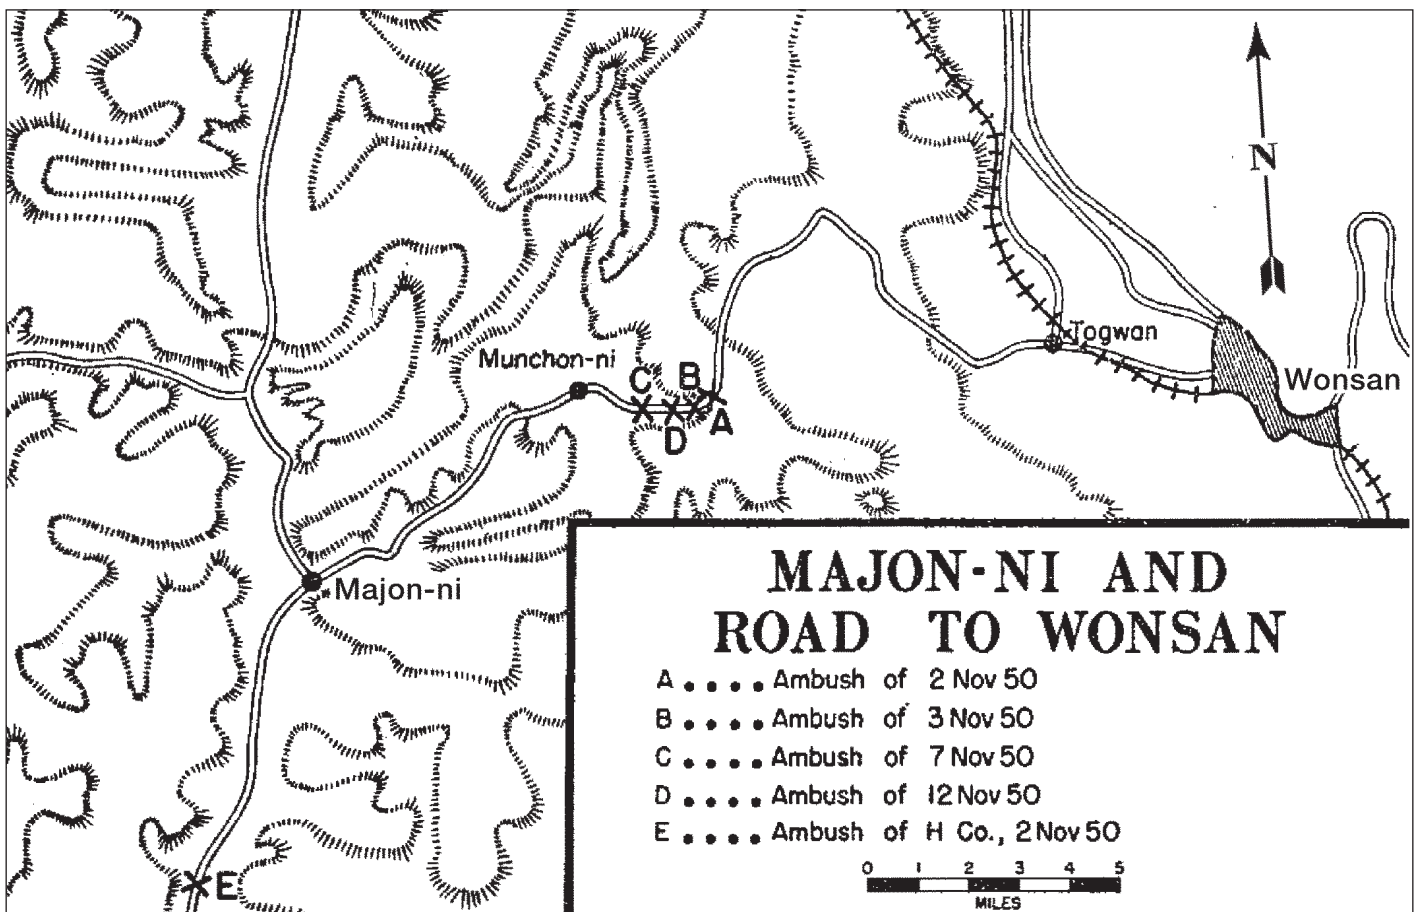 N
Togwan
Munchon-ni
Wonsan
C
B
D
A
Majon-ni
MAJON-NI AND
ROAD TO WONSAN
A .... Ambush of 2 Nov 50
B .... Ambush of 3 Nov 50
C .... Ambush of 7 Nov 50
D .... Ambush of 12 Nov 50
E .... Ambush of H Co., 2 Nov 50
0 1 2 3 4 5
MILES
E